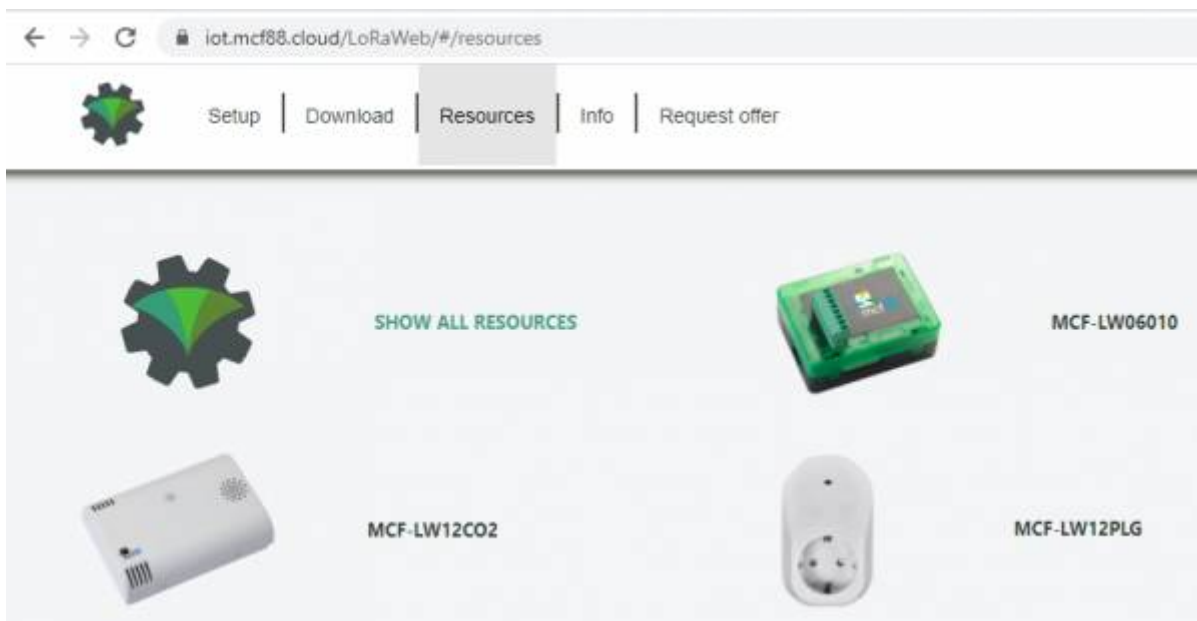 iot.mcf88.cloud/LoRaWeb/#/resources
Setup Download Resources Info Request offer
SHOW ALL RESOURCES
MCF-LW06010
MCF-LW12CO2
MCF-LW12PLG